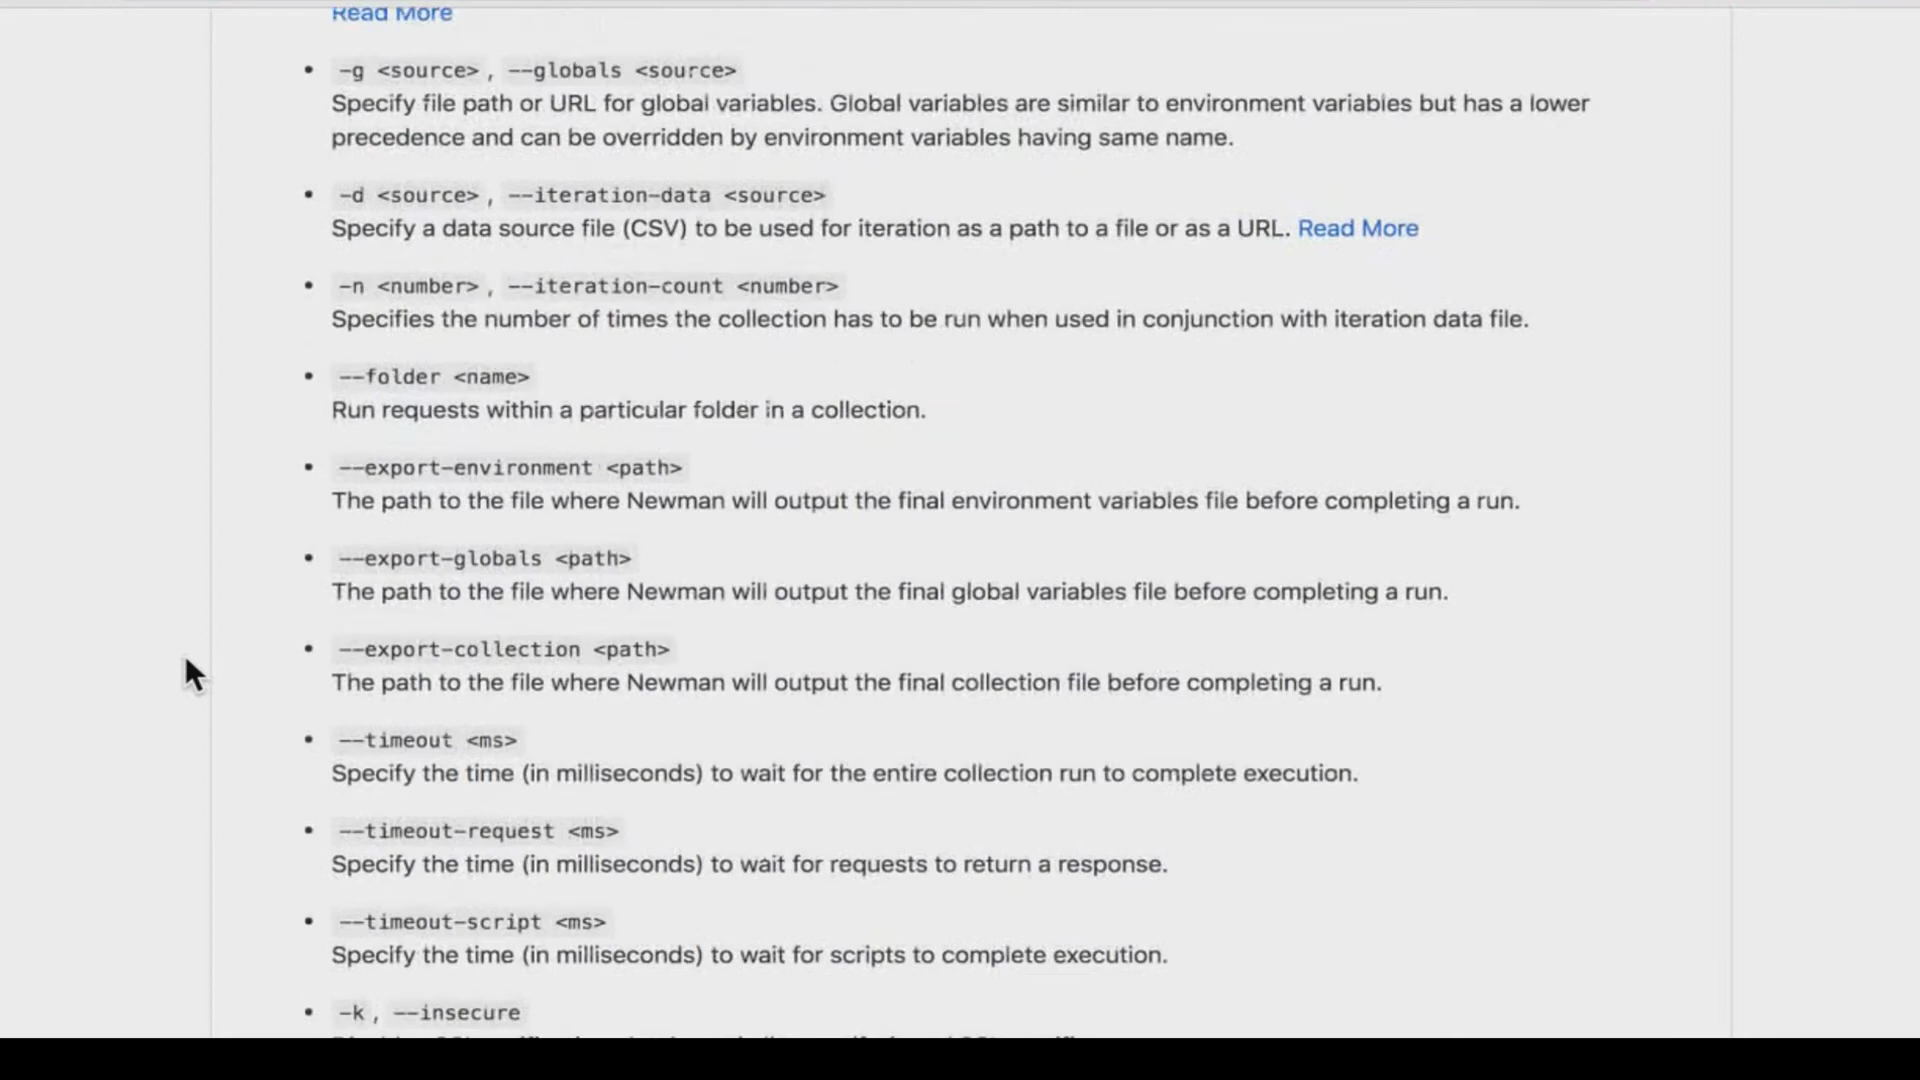 Read More
• -g <source>, --globals <source>
Specify file path or URL for global variables. Global variables are similar to environment variables but has a lower
precedence and can be overridden by environment variables having same name.
• -d <source>, --iteration-data <source>
Specify a data source file (CSV) to be used for iteration as a path to a file or as a URL. Read More
• -n <number>, --iteration-count <number>
Specifies the number of times the collection has to be run when used in conjunction with iteration data file.
• --folder <name>
Run requests within a particular folder in a collection.
• --export-environment <path>
The path to the file where Newman will output the final environment variables file before completing a run.
• --export-globals <path>
The path to the file where Newman will output the final global variables file before completing a run.
• --export-collection <path>
The path to the file where Newman will output the final collection file before completing a run.
• --timeout <ms>
Specify the time (in milliseconds) to wait for the entire collection run to complete execution.
• --timeout-request <ms>
Specify the time (in milliseconds) to wait for requests to return a response.
• --timeout-script <ms>
Specify the time (in milliseconds) to wait for scripts to complete execution.
• -k, --insecure